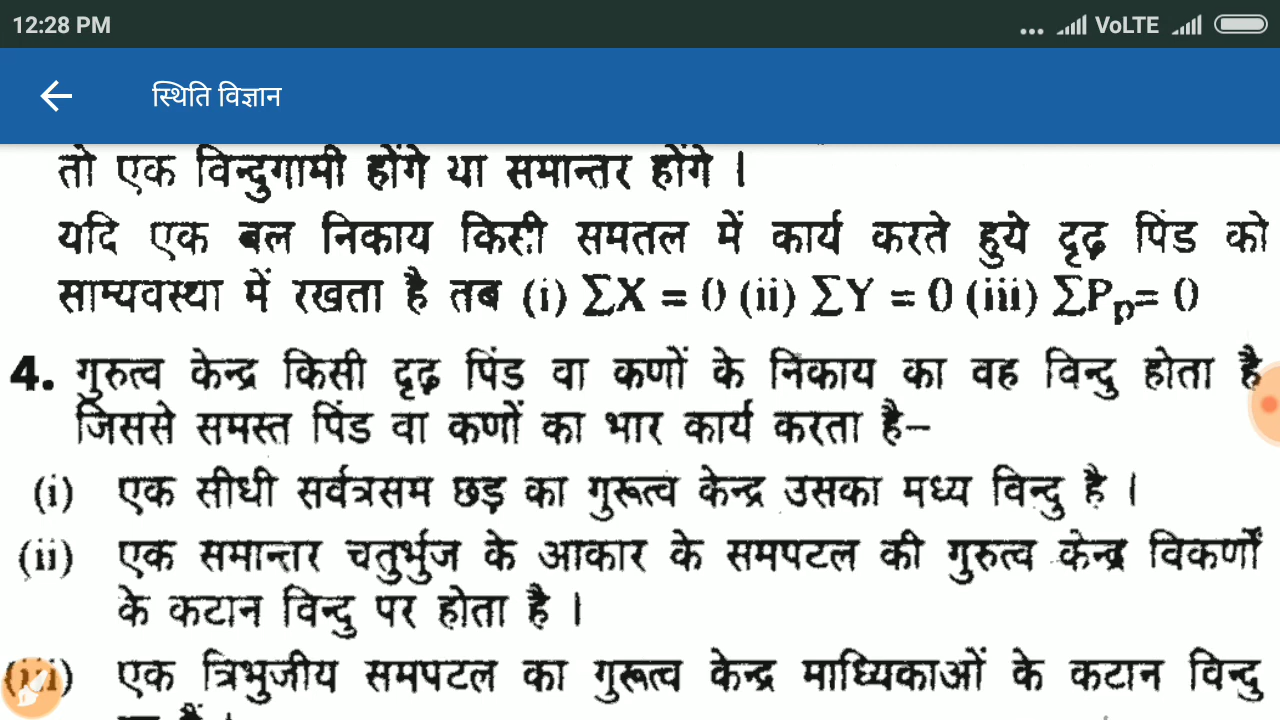 12:28 PM
... VoLTE
स्थिति विज्ञान
तो एक विन्दुगामी होंगे या समान्तर होंगे ।
यदि एक बल निकाय किसी समतल में कार्य करते हुये दृढ़ पिंड को
साम्यवस्था में रखता है तब (i) ∑X = 0 (ii) ∑Y = 0 (iii) ∑Pₚ= 0
4. गुरुत्व केन्द्र किसी दृढ़ पिंड वा कणों के निकाय का वह विन्दु होता है
जिससे समस्त पिंड वा कणों का भार कार्य करता है–
(i) एक सीधी सर्वत्रसम छड़ का गुरूत्व केन्द्र उसका मध्य विन्दु है ।
(ii) एक समान्तर चतुर्भुज के आकार के समपटल की गुरुत्व केन्द्र विकर्णों
के कटान विन्दु पर होता है ।
(iii) एक त्रिभुजीय समपटल का गुरूत्व केन्द्र माध्यिकाओं के कटान विन्दु